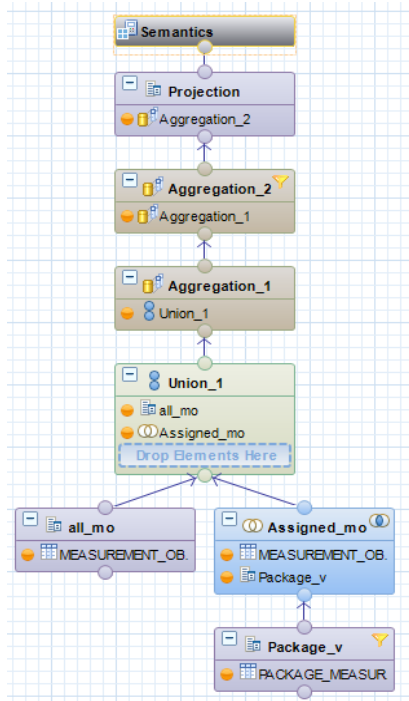 Semantics
Projection
Aggregation_2
Aggregation_2
Aggregation_1
Aggregation_1
Union_1
Union_1
all_mo
Assigned_mo
Drop Elements Here
all_mo
MEASUREMENT_OB.
Assigned_mo
MEASUREMENT_OB.
Package_v
Package_v
PACKAGE_MEASUR